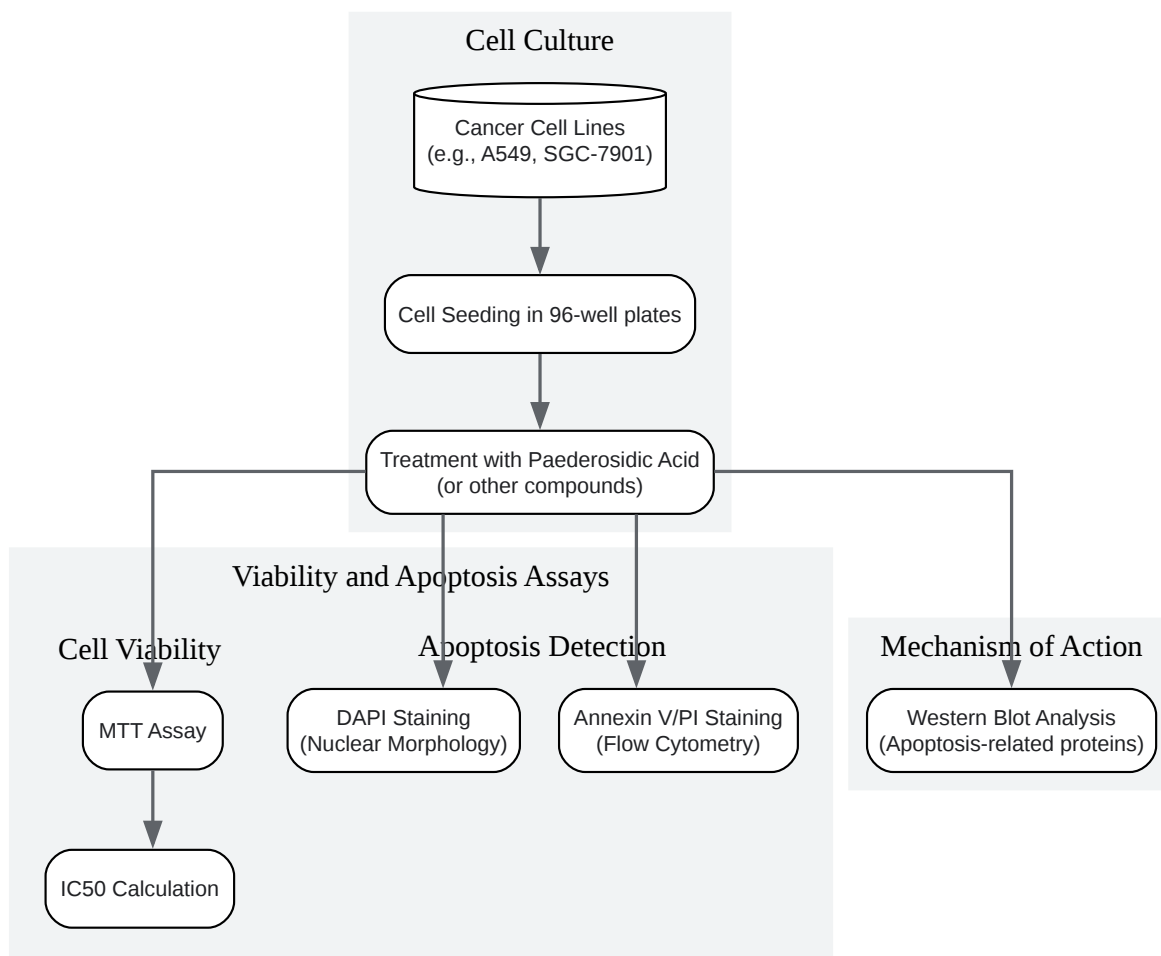 Cell Culture
Cancer Cell Lines
(e.g., A549, SGC-7901)
Cell Seeding in 96-well plates
Treatment with Paederosidic Acid
(or other compounds)
Viability and Apoptosis Assays
Cell Viability
Apoptosis Detection
Mechanism of Action
MTT Assay
DAPI Staining
(Nuclear Morphology)
Annexin V/PI Staining
(Flow Cytometry)
Western Blot Analysis
(Apoptosis-related proteins)
IC50 Calculation